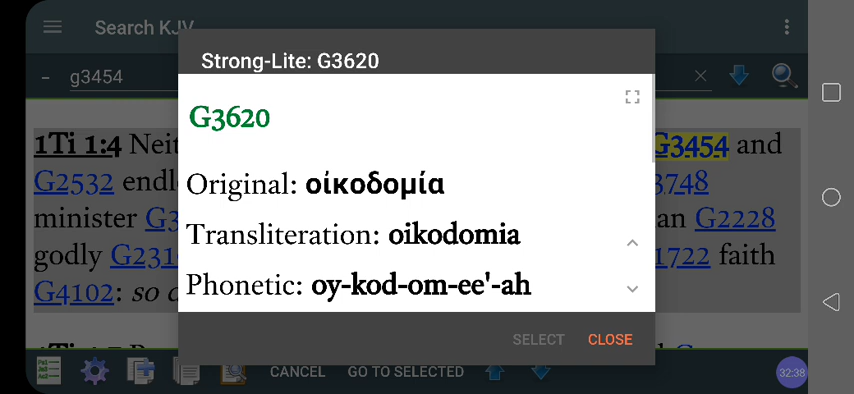 Search KJV
Strong-Lite: G3620
- g3454
G3620
1Ti 1:4 Neit G3454 and
G2532 endl 3748
Original: οἰκοδομία
minister G3 an G2228
Transliteration: oikodomia
godly G231 1722 faith
Phonetic: oy-kod-om-ee'-ah
G4102: so
SELECT CLOSE
CANCEL GO TO SELECTED
32:38